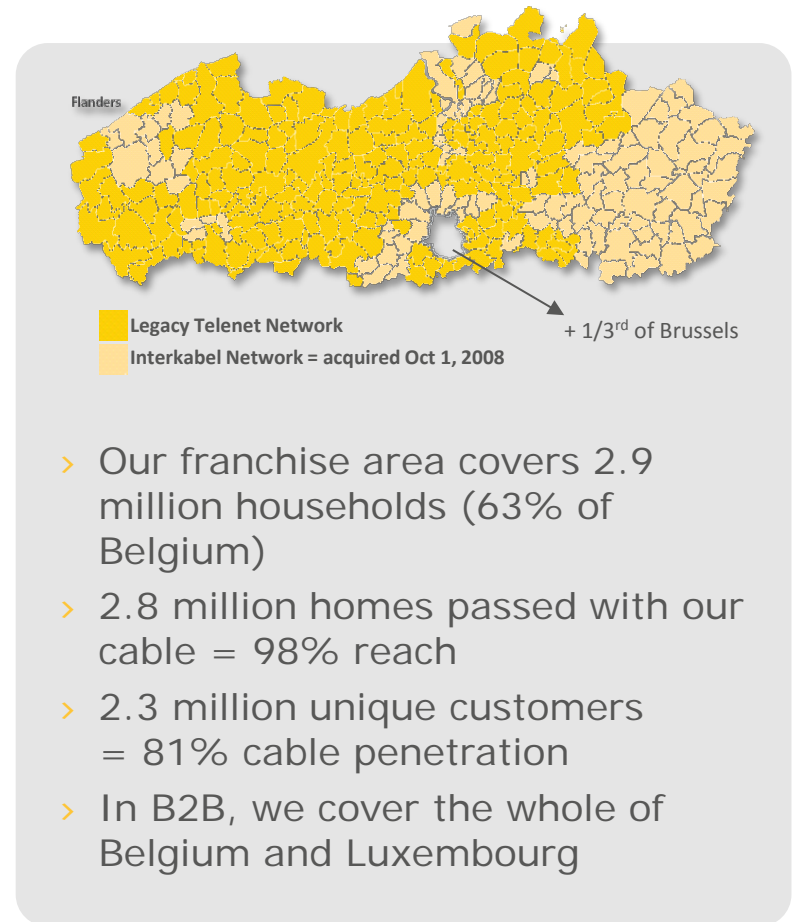 Flanders
Legacy Telenet Network
+ 1/3rd of Brussels
Interkabel Network = acquired Oct 1, 2008
› Our franchise area covers 2.9
million households (63% of
Belgium)
› 2.8 million homes passed with our
cable = 98% reach
› 2.3 million unique customers
= 81% cable penetration
› In B2B, we cover the whole of
Belgium and Luxembourg